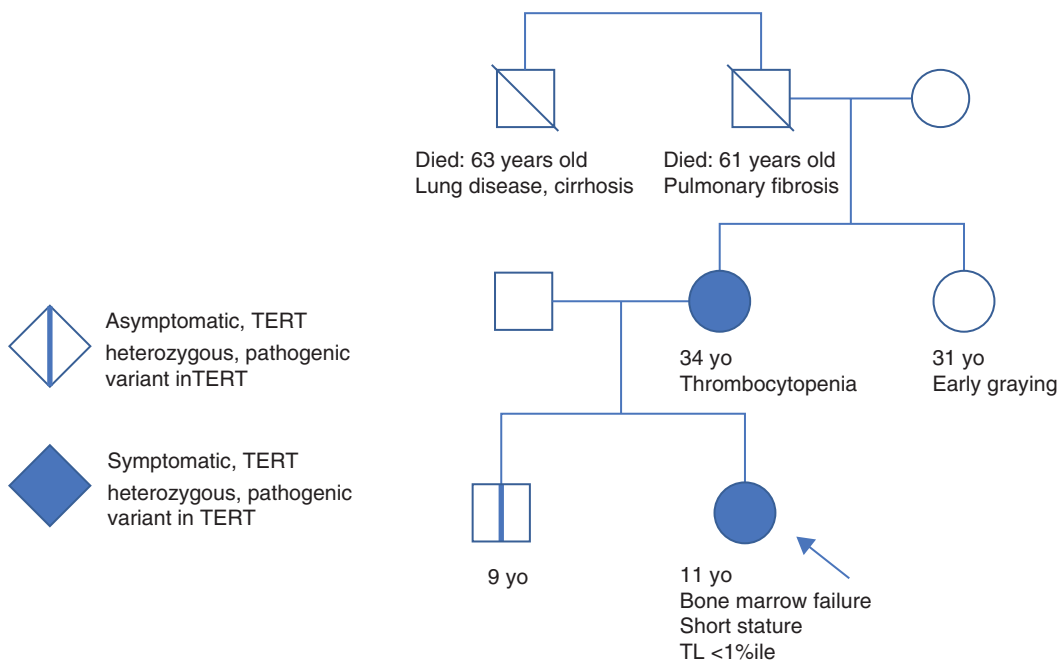 Died: 63 years old
Lung disease, cirrhosis
Died: 61 years old
Pulmonary fibrosis
Asymptomatic, TERT
heterozygous, pathogenic
variant inTERT
34 yo
Thrombocytopenia
31 yo
Early graying
Symptomatic, TERT
heterozygous, pathogenic
variant in TERT
9 yo
11 yo
Bone marrow failure
Short stature
TL <1%ile